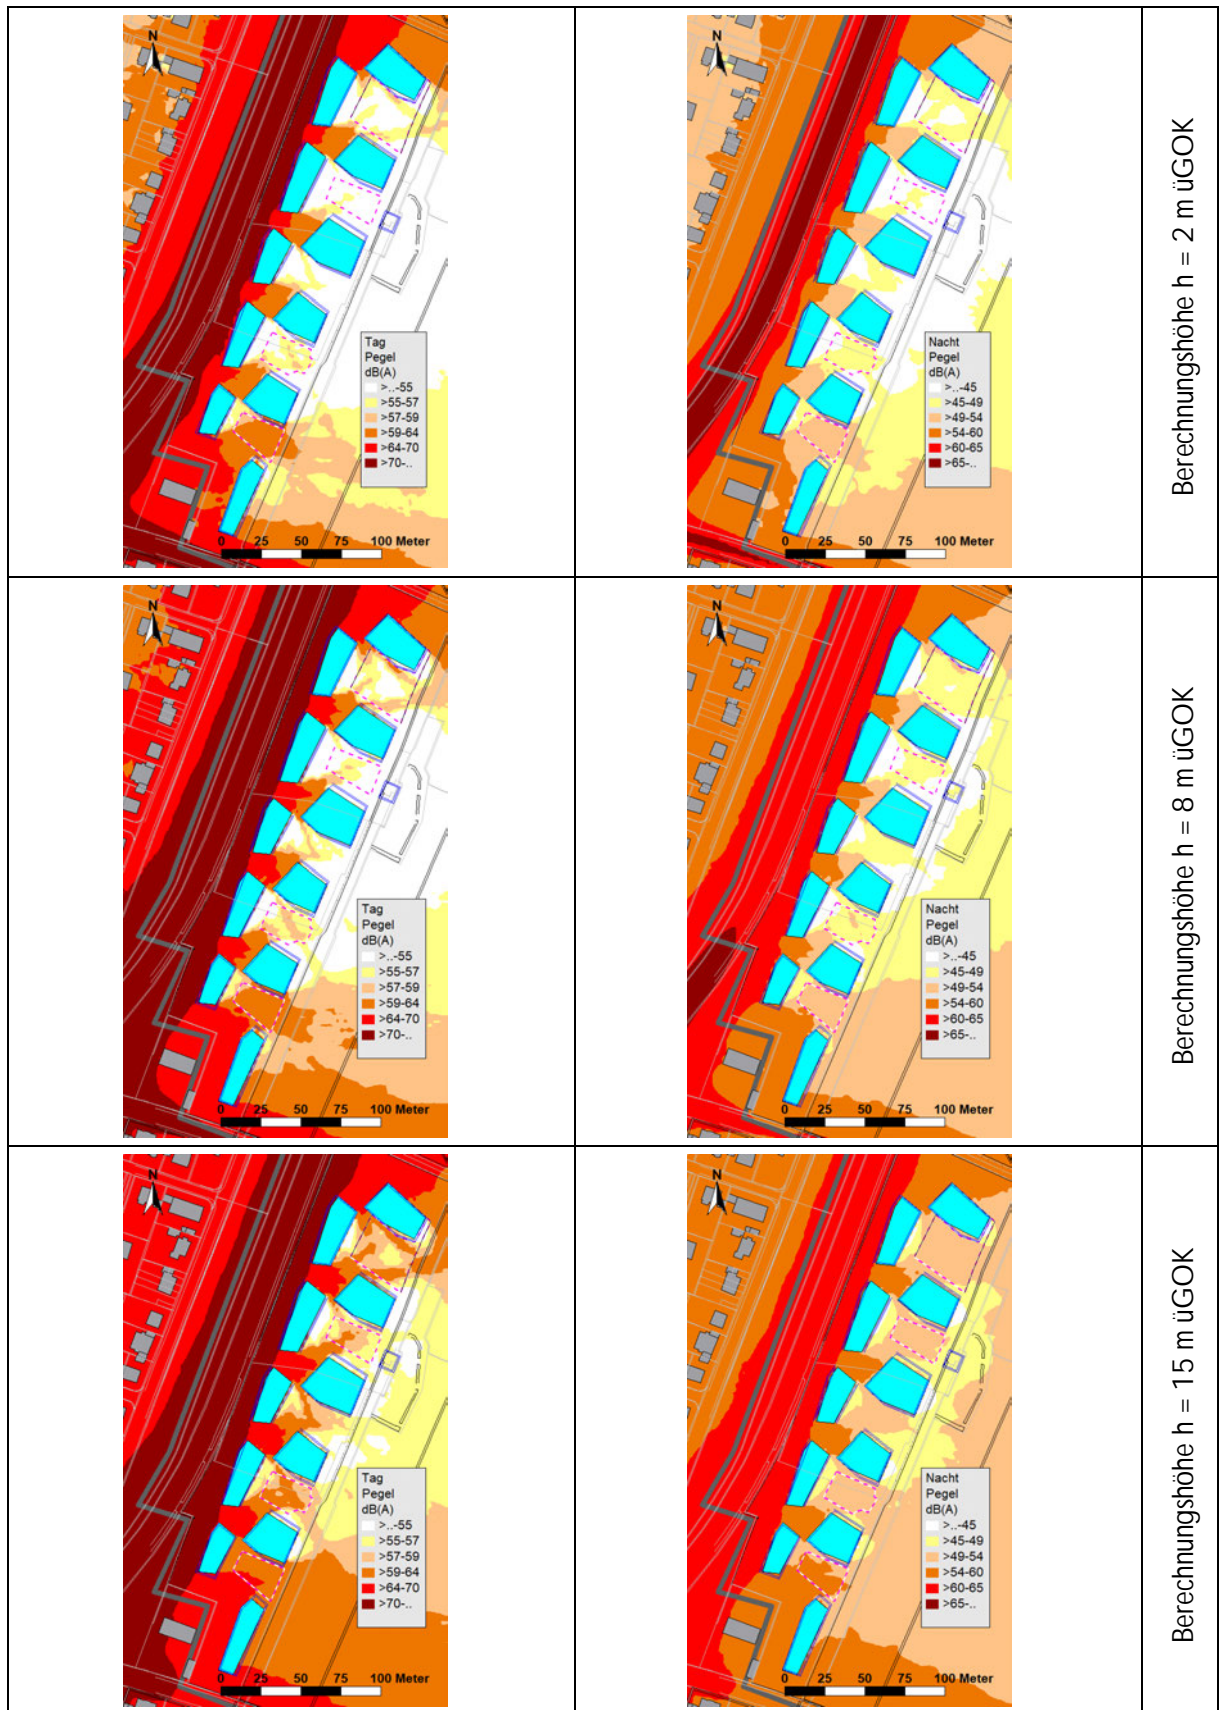 N
Tag
Pegel
dB(A)
>..-55
>55-57
>57-59
>59-64
>64-70
>70-..
0 25 50 75 100 Meter
N
Nacht
Pegel
dB(A)
>..-45
>45-49
>49-54
>54-60
>60-65
>65-..
0 25 50 75 100 Meter
Berechnungshöhe h = 2 m üGOK
N
Tag
Pegel
dB(A)
>..-55
>55-57
>57-59
>59-64
>64-70
>70-..
0 25 50 75 100 Meter
N
Nacht
Pegel
dB(A)
>..-45
>45-49
>49-54
>54-60
>60-65
>65-..
0 25 50 75 100 Meter
Berechnungshöhe h = 8 m üGOK
N
Tag
Pegel
dB(A)
>..-55
>55-57
>57-59
>59-64
>64-70
>70-..
0 25 50 75 100 Meter
N
Nacht
Pegel
dB(A)
>..-45
>45-49
>49-54
>54-60
>60-65
>65-..
0 25 50 75 100 Meter
Berechnungshöhe h = 15 m üGOK